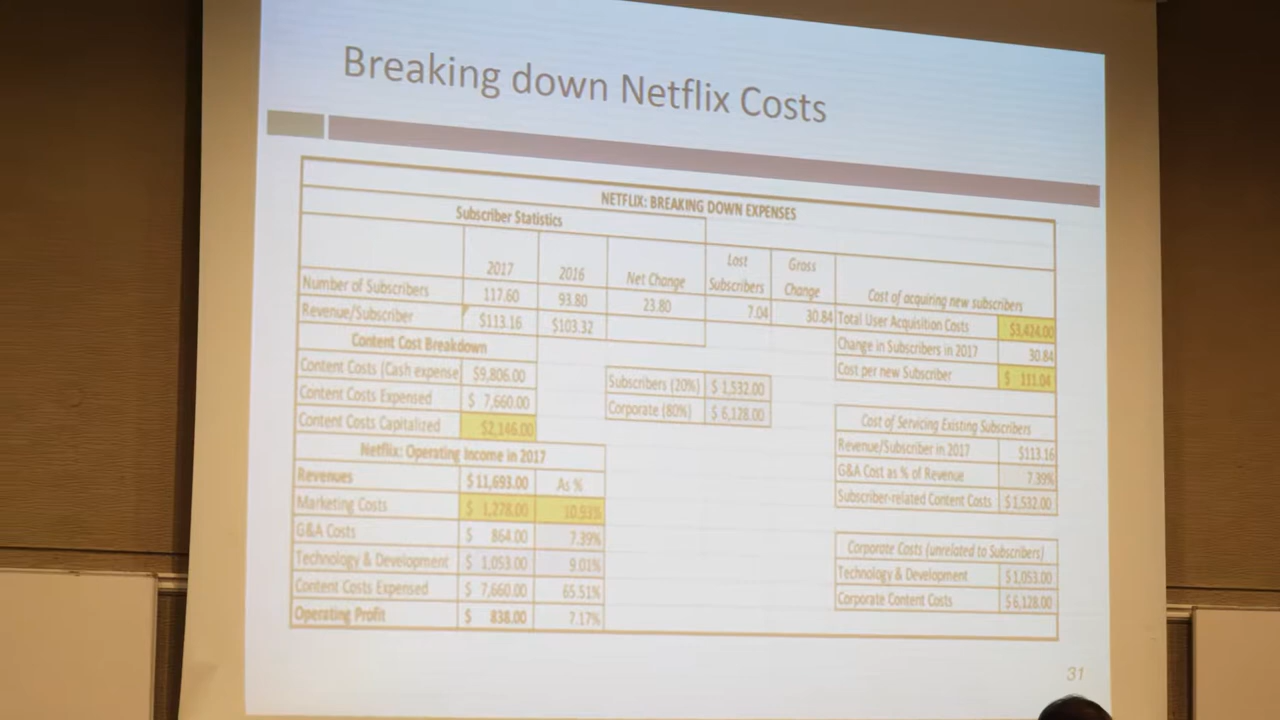 Breaking down Netflix Costs
NETFLIX: BREAKING DOWN EXPENSES
Subscriber Statistics
2017 2016 Net Change Lost Subscribers Gross Change Cost of acquiring new subscribers
Number of Subscribers 117.60 93.80 23.80 7.04 30.84 Total User Acquisition Costs $3,424.00
Revenue/Subscriber $113.16 $103.32 Change in Subscribers in 2017 30.84
Content Cost Breakdown Cost per new Subscriber $ 111.04
Content Costs (Cash expense $9,806.00 Subscribers (20%) $ 1,532.00
Content Costs Expensed $ 7,660.00 Corporate (80%) $ 6,128.00
Content Costs Capitalized $2,146.00 Cost of Servicing Existing Subscribers
Netflix: Operating Income in 2017 Revenue/Subscriber in 2017 $113.16
Revenues $11,693.00 As % G&A Cost as % of Revenue 7.39%
Marketing Costs $ 1,278.00 10.93% Subscriber-related Content Costs $1,532.00
G&A Costs $ 864.00 7.39% Corporate Costs (unrelated to Subscribers)
Technology & Development $ 1,053.00 9.01% Technology & Development $1,053.00
Content Costs Expensed $ 7,660.00 65.51% Corporate Content Costs $6,128.00
Operating Profit $ 838.00 7.17%
31